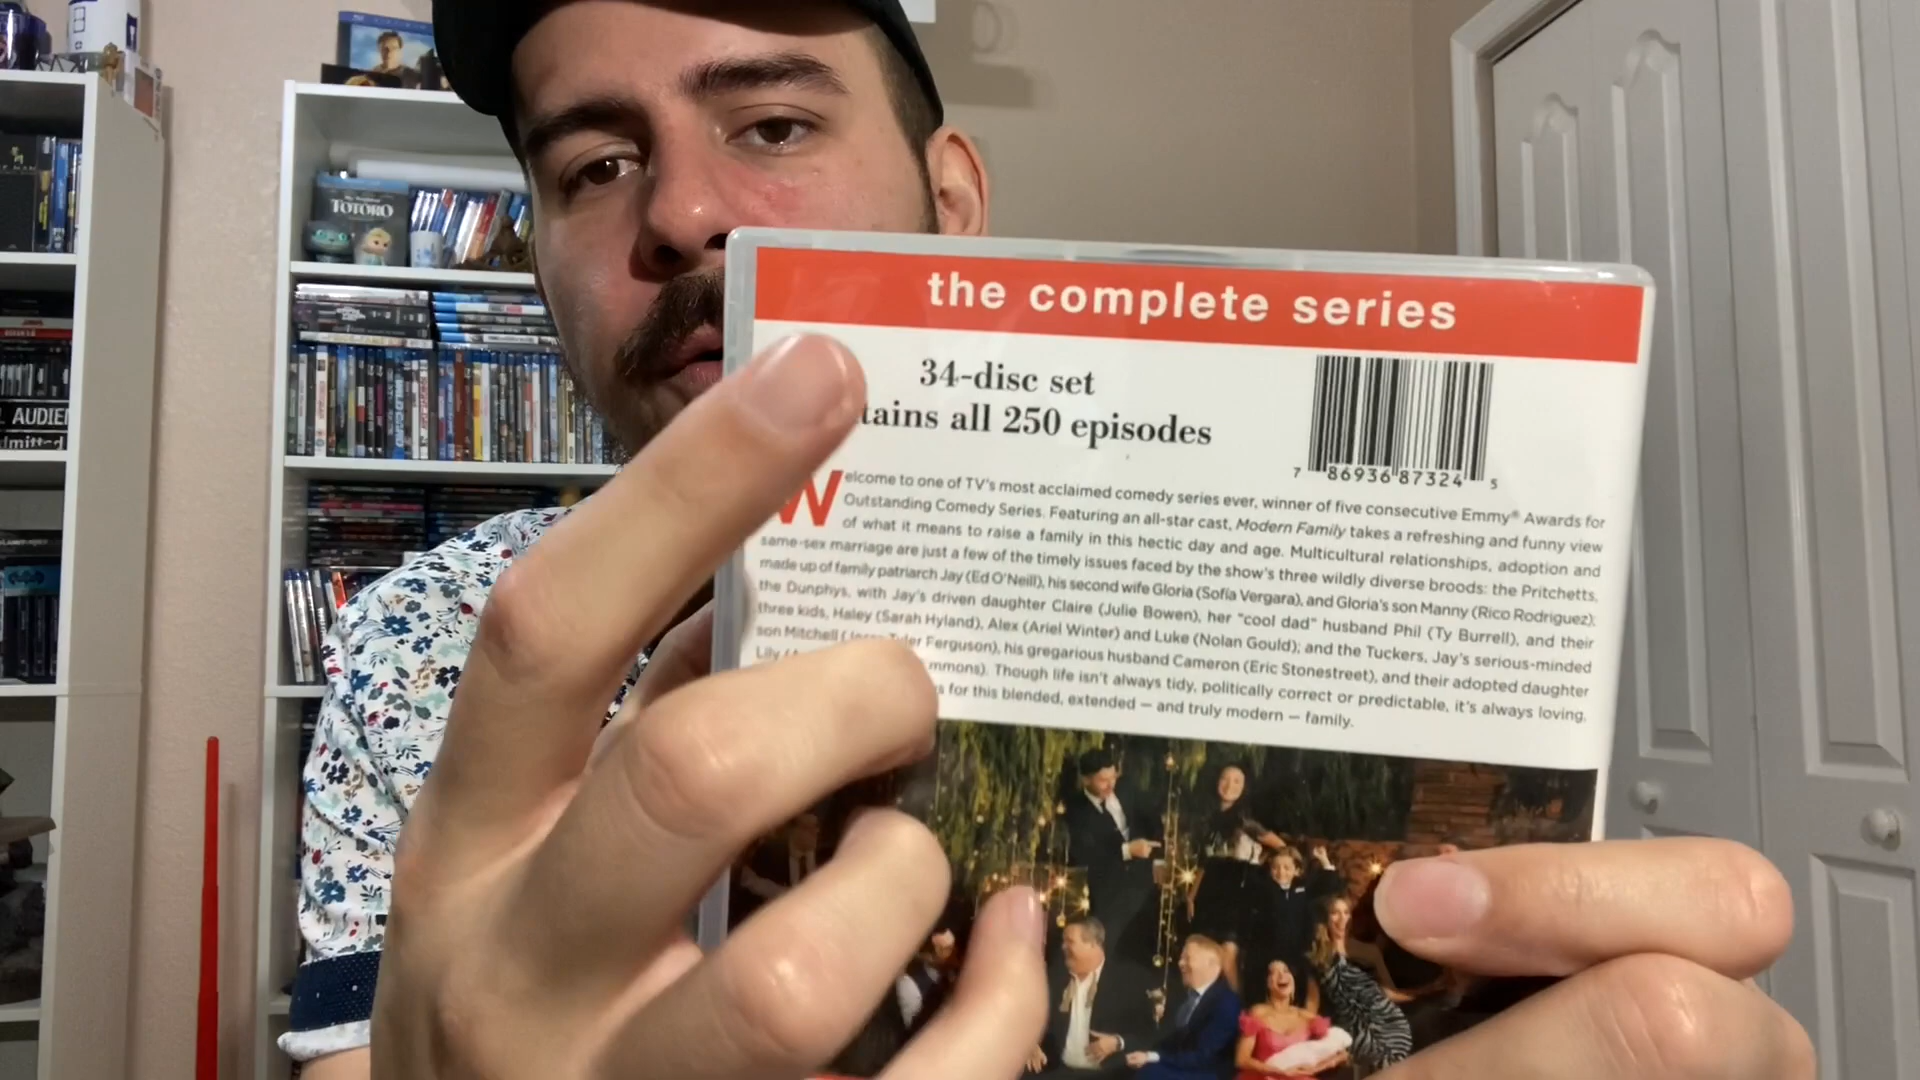 TOTORO
L AUDIEN
dmitted
the complete series
34-disc set
tains all 250 episodes
7 86936 87324 5
Welcome to one of TV's most acclaimed comedy series ever, winner of five consecutive Emmy® Awards for
Outstanding Comedy Series. Featuring an all-star cast, Modern Family takes a refreshing and funny view
of what it means to raise a family in this hectic day and age. Multicultural relationships, adoption and
same-sex marriage are just a few of the timely issues faced by the show's three wildly diverse broods: the Pritchetts,
made up of family patriarch Jay (Ed O'Neill), his second wife Gloria (Sofía Vergara), and Gloria's son Manny (Rico Rodriguez);
the Dunphys, with Jay's driven daughter Claire (Julie Bowen), her "cool dad" husband Phil (Ty Burrell), and their
three kids, Haley (Sarah Hyland), Alex (Ariel Winter) and Luke (Nolan Gould); and the Tuckers, Jay's serious-minded
son Mitchell (Tyler Ferguson), his gregarious husband Cameron (Eric Stonestreet), and their adopted daughter
Lily mmons). Though life isn't always tidy, politically correct or predictable, it's always loving,
s for this blended, extended — and truly modern — family.